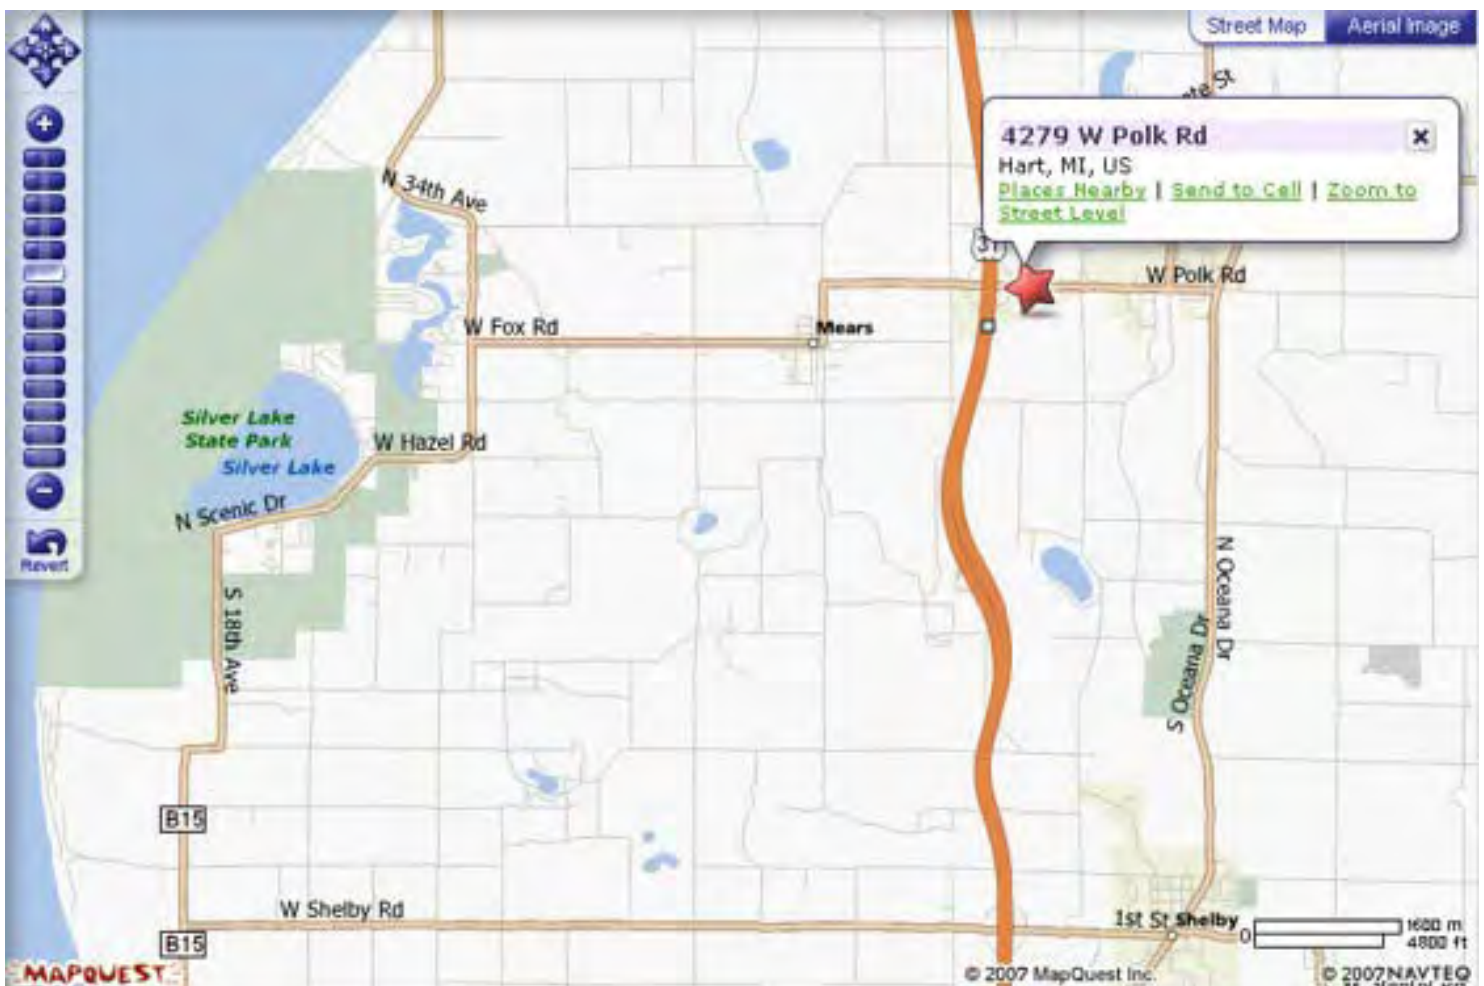 Street Map
Aerial Image
4279 W Polk Rd
Hart, MI, US
Places Nearby | Send to Cell | Zoom to
Street Level
N 34th Ave
31
W Polk Rd
W Fox Rd
Mears
Silver Lake
State Park
W Hazel Rd
Silver Lake
N Scenic Dr
Revert
N Oceana Dr
S 18th Ave
S Oceana Dr
B15
W Shelby Rd
1st St Shelby
B15
0
1600 m
4800 ft
MAPQUEST
© 2007 MapQuest Inc.
© 2007 NAVTEQ